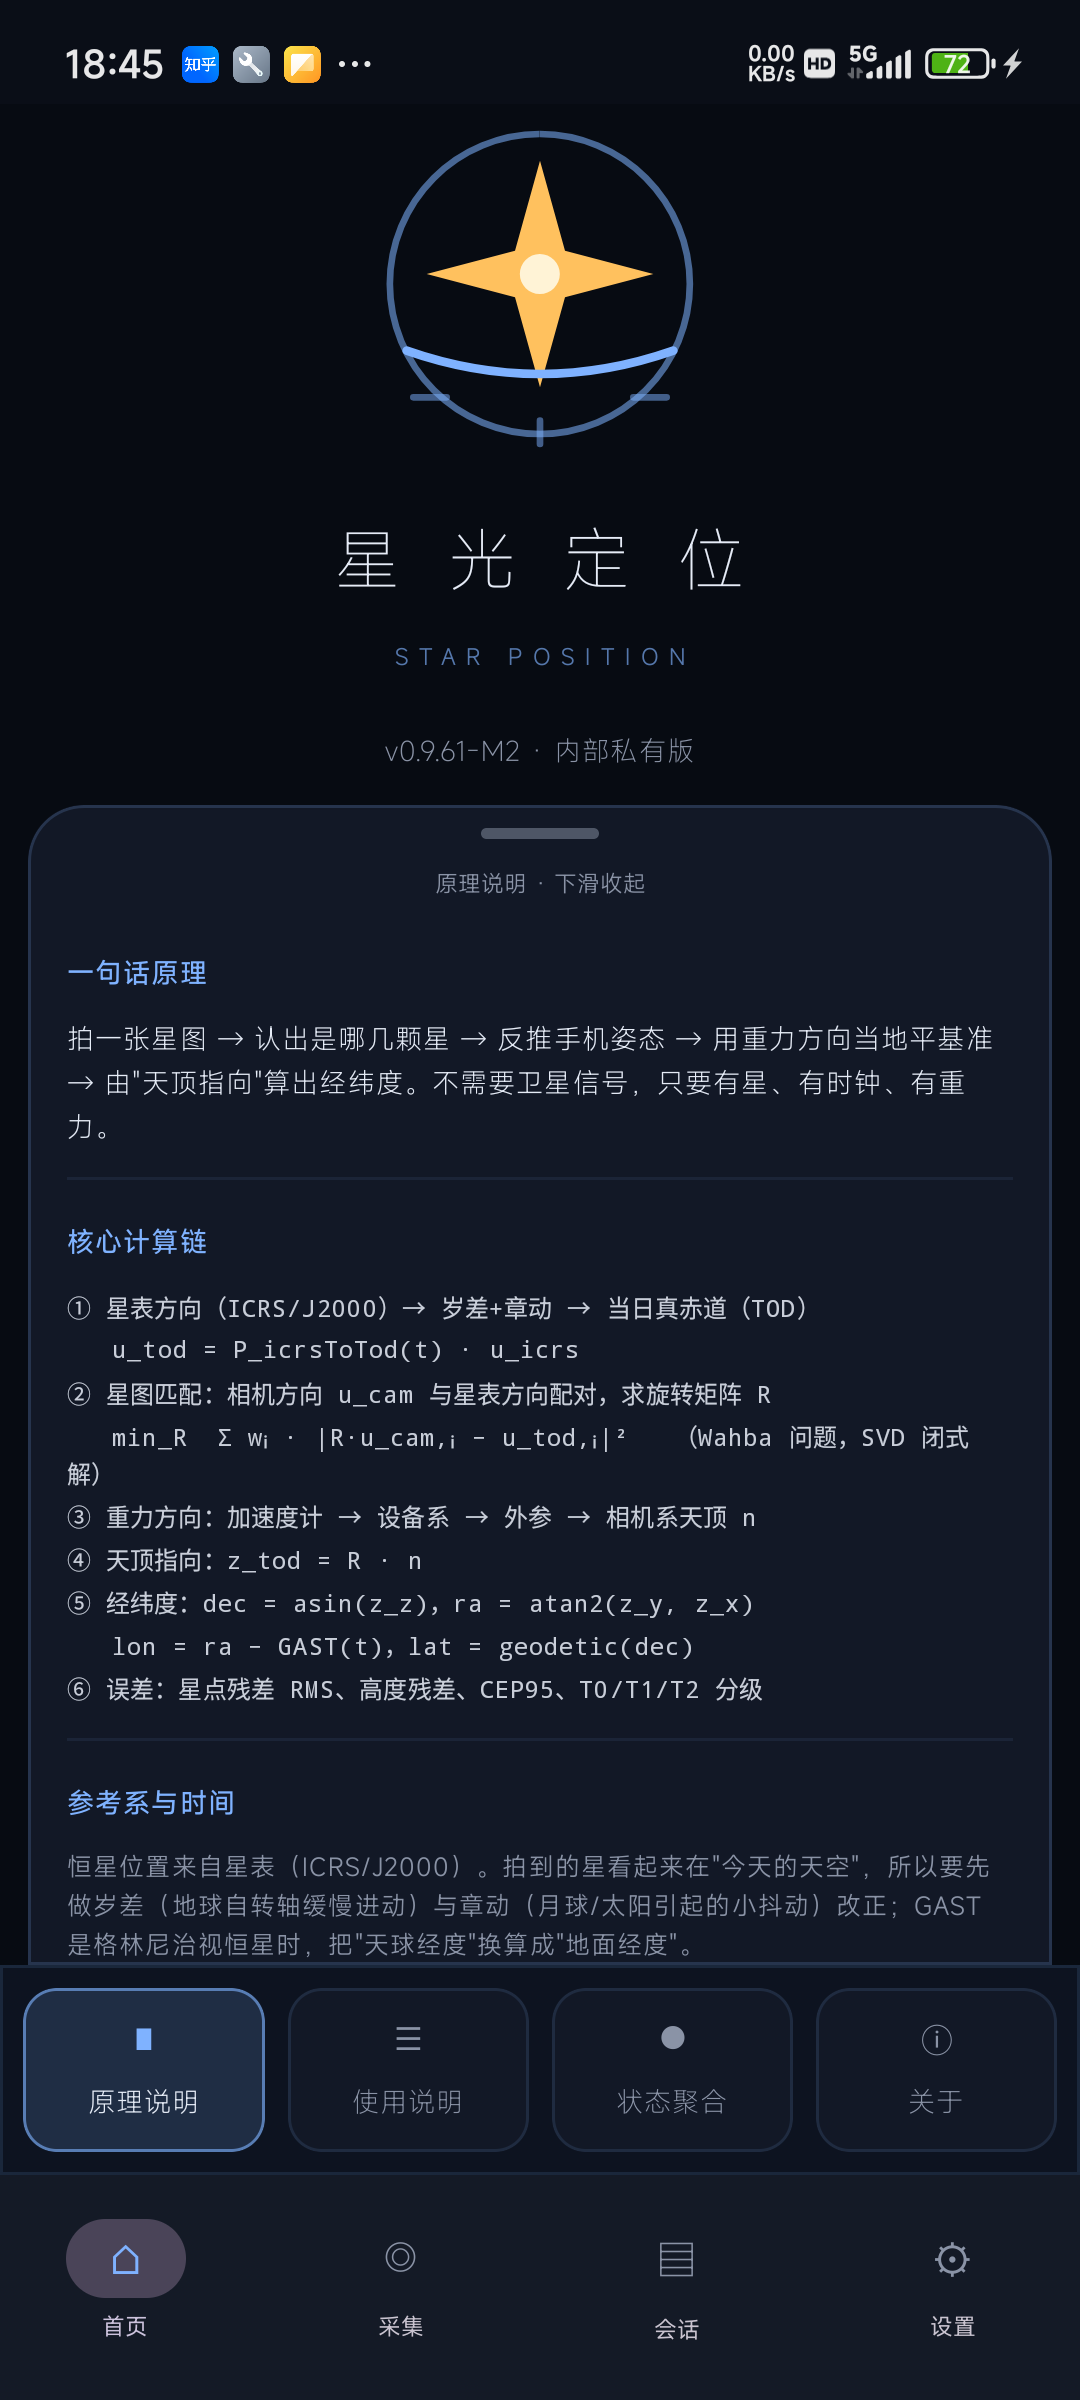 18:45 知乎 ··· 0.00 KB/s HD 5G 72
星光定位
STAR POSITION
v0.9.61-M2 · 内部私有版
原理说明 · 下滑收起
一句话原理
拍一张星图 → 认出是哪几颗星 → 反推手机姿态 → 用重力方向当地平基准
→ 由"天顶指向"算出经纬度。不需要卫星信号，只要有星、有时钟、有重
力。
核心计算链
① 星表方向（ICRS/J2000）→ 岁差+章动 → 当日真赤道（TOD）
u_tod = P_icrsToTod(t) · u_icrs
② 星图匹配：相机方向 u_cam 与星表方向配对，求旋转矩阵 R
min_R Σ wᵢ · |R·u_cam,ᵢ − u_tod,ᵢ|² （Wahba 问题，SVD 闭式
解）
③ 重力方向：加速度计 → 设备系 → 外参 → 相机系天顶 n
④ 天顶指向：z_tod = R · n
⑤ 经纬度：dec = asin(z_z)，ra = atan2(z_y, z_x)
lon = ra − GAST(t)，lat = geodetic(dec)
⑥ 误差：星点残差 RMS、高度残差、CEP95、T0/T1/T2 分级
参考系与时间
恒星位置来自星表（ICRS/J2000）。拍到的星看起来在"今天的天空"，所以要先
做岁差（地球自转轴缓慢进动）与章动（月球/太阳引起的小抖动）改正；GAST
是格林尼治视恒星时，把"天球经度"换算成"地面经度"。
原理说明
使用说明
状态聚合
关于
首页
采集
会话
设置